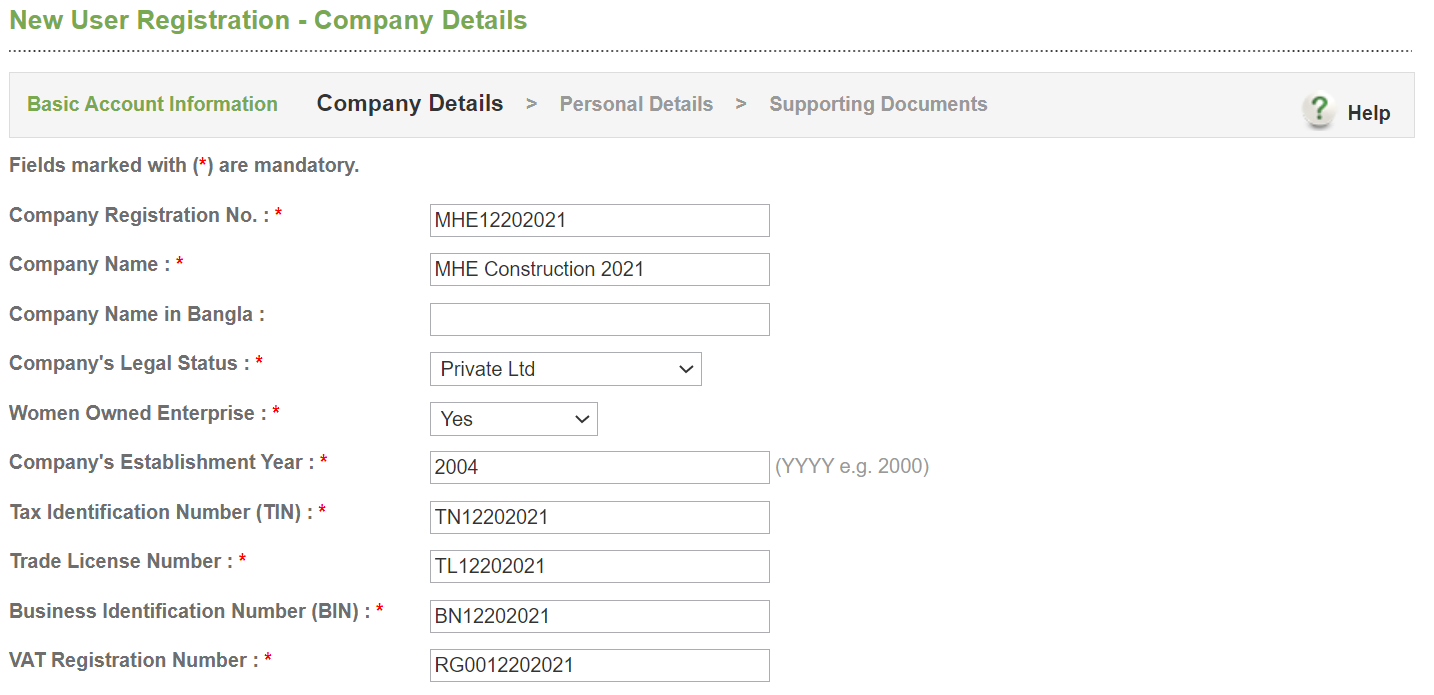 New User Registration - Company Details
Basic Account Information Company Details > Personal Details > Supporting Documents ? Help
Fields marked with (*) are mandatory.
Company Registration No. : * MHE12202021
Company Name : * MHE Construction 2021
Company Name in Bangla :
Company's Legal Status : * Private Ltd
Women Owned Enterprise : * Yes
Company's Establishment Year : * 2004 (YYYY e.g. 2000)
Tax Identification Number (TIN) : * TN12202021
Trade License Number : * TL12202021
Business Identification Number (BIN) : * BN12202021
VAT Registration Number : * RG0012202021